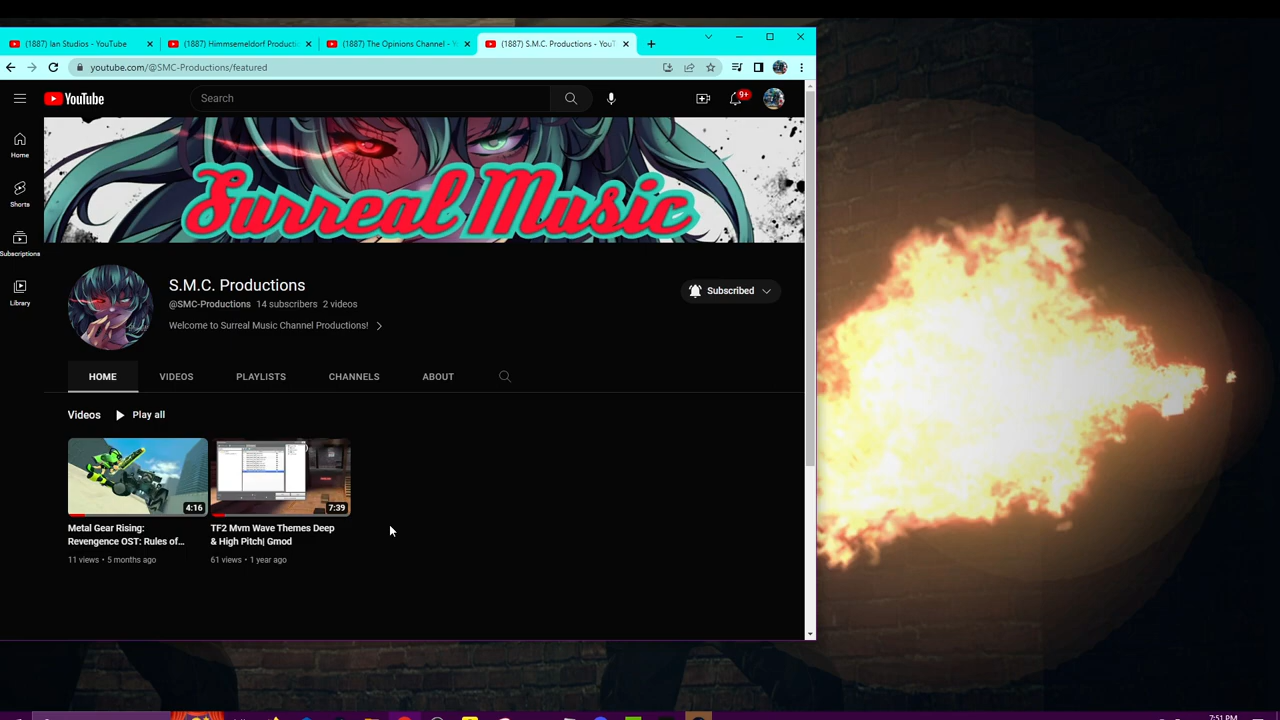 (1887) Ian Studios - YouTube
(1887) Himmsemeldorf Producti
(1887) The Opinions Channel - Y
(1887) S.M.C. Productions - YouT
youtube.com/@SMC-Productions/featured
YouTube
Search
9+
Home
Shorts
Subscriptions
Library
Surreal Music
S.M.C. Productions
@SMC-Productions 14 subscribers 2 videos
Welcome to Surreal Music Channel Productions!
Subscribed
HOME
VIDEOS
PLAYLISTS
CHANNELS
ABOUT
Videos
Play all
4:16
7:39
Metal Gear Rising:
Revengence OST: Rules of...
11 views • 5 months ago
TF2 Mvm Wave Themes Deep
& High Pitch| Gmod
61 views • 1 year ago
7:51 PM